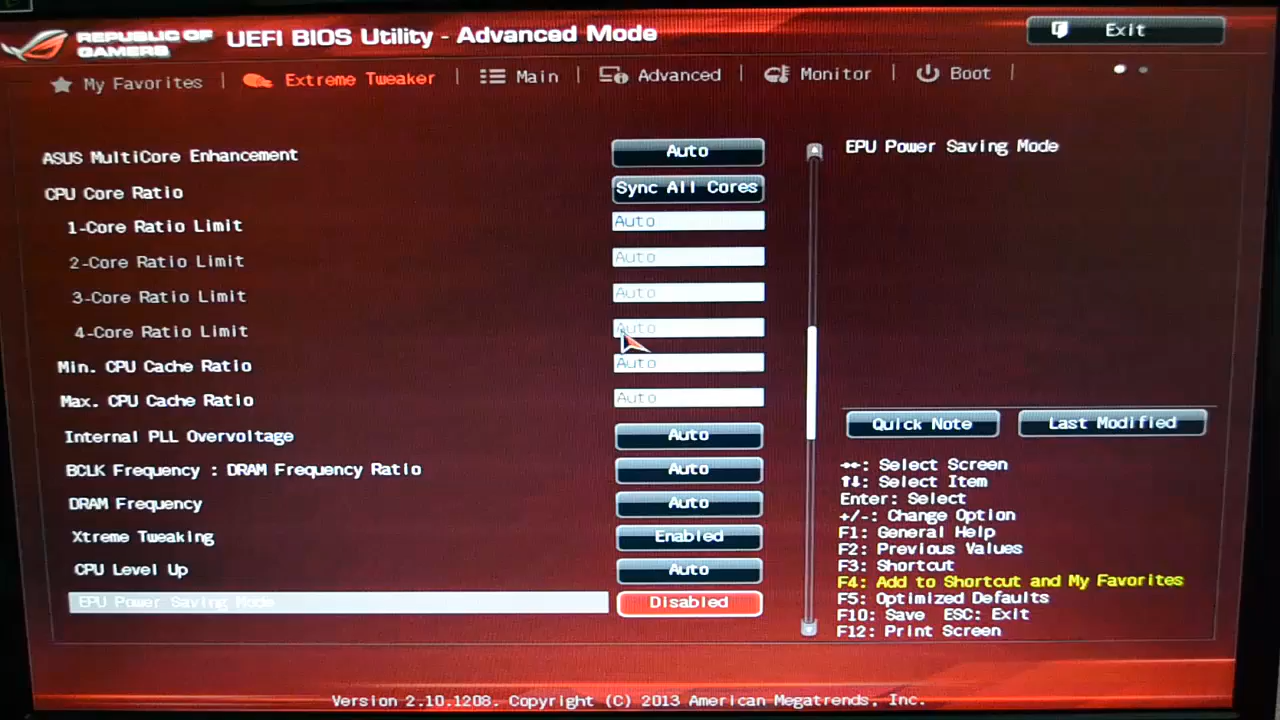 REPUBLIC OF
GAMERS
UEFI BIOS Utility - Advanced Mode
Exit
My Favorites
Extreme Tweaker
Main
Advanced
Monitor
Boot
ASUS MultiCore Enhancement Auto
CPU Core Ratio Sync All Cores
1-Core Ratio Limit Auto
2-Core Ratio Limit Auto
3-Core Ratio Limit Auto
4-Core Ratio Limit Auto
Min. CPU Cache Ratio Auto
Max. CPU Cache Ratio Auto
Internal PLL Overvoltage Auto
BCLK Frequency : DRAM Frequency Ratio Auto
DRAM Frequency Auto
Xtreme Tweaking Enabled
CPU Level Up Auto
EPU Power Saving Mode Disabled
EPU Power Saving Mode
Quick Note
Last Modified
→←: Select Screen
↑↓: Select Item
Enter: Select
+/-: Change Option
F1: General Help
F2: Previous Values
F3: Shortcut
F4: Add to Shortcut and My Favorites
F5: Optimized Defaults
F10: Save ESC: Exit
F12: Print Screen
Version 2.10.1208. Copyright (C) 2013 American Megatrends, Inc.